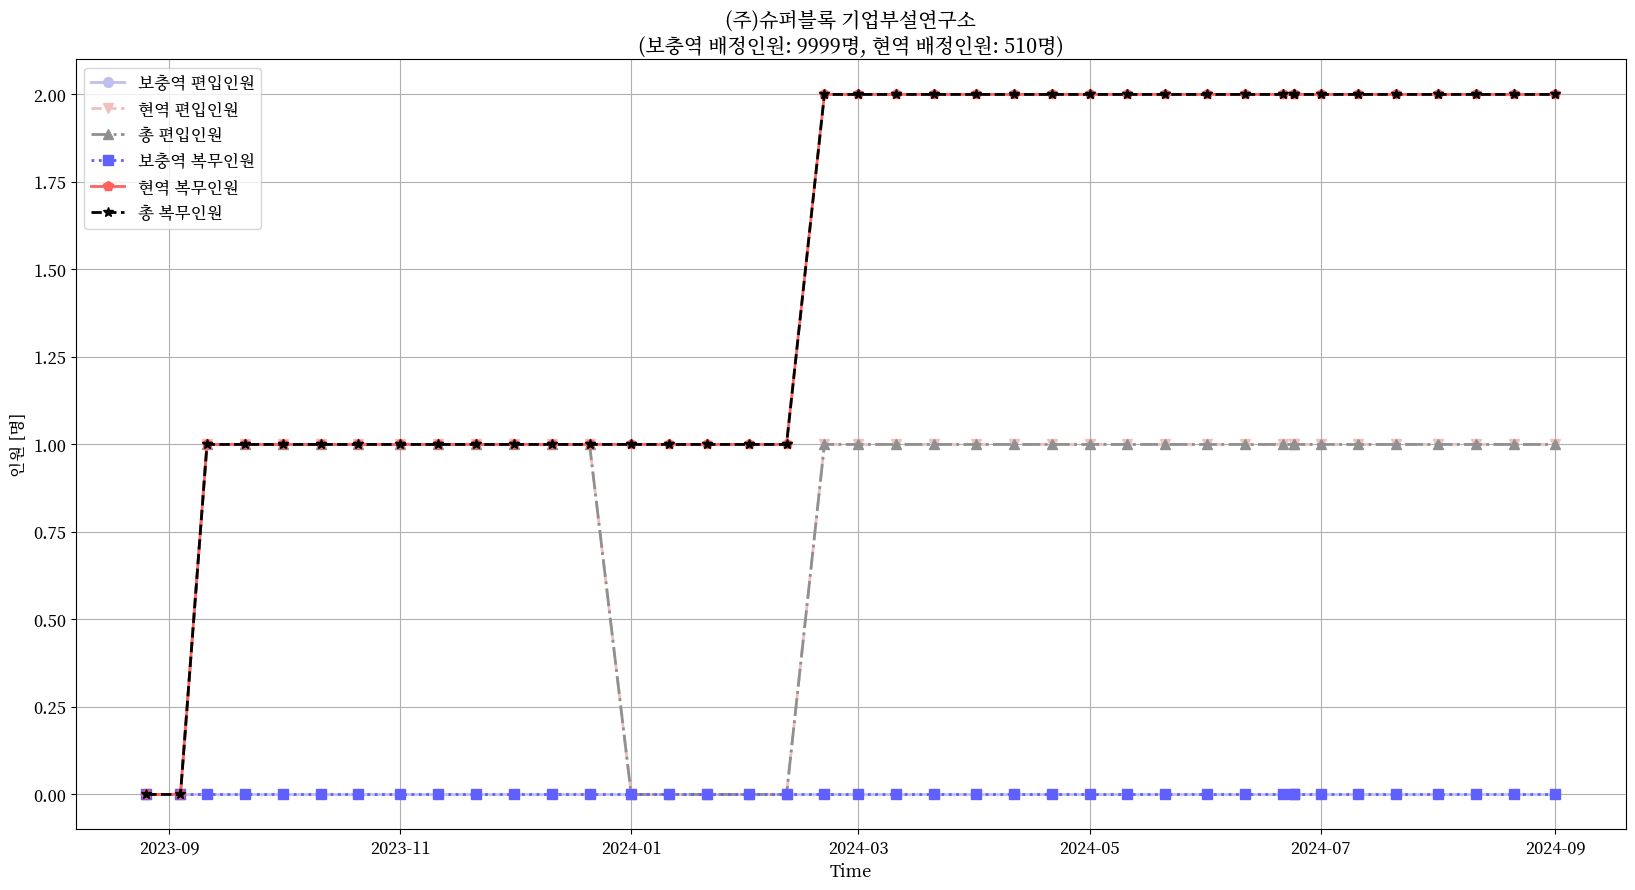 (주)슈퍼블록 기업부설연구소
(보충역 배정인원: 9999명, 현역 배정인원: 510명)
보충역 편입인원
현역 편입인원
총 편입인원
보충역 복무인원
현역 복무인원
총 복무인원
2.00
1.75
1.50
1.25
1.00
0.75
0.50
0.25
0.00
인원 [명]
2023-09
2023-11
2024-01
2024-03
2024-05
2024-07
2024-09
Time